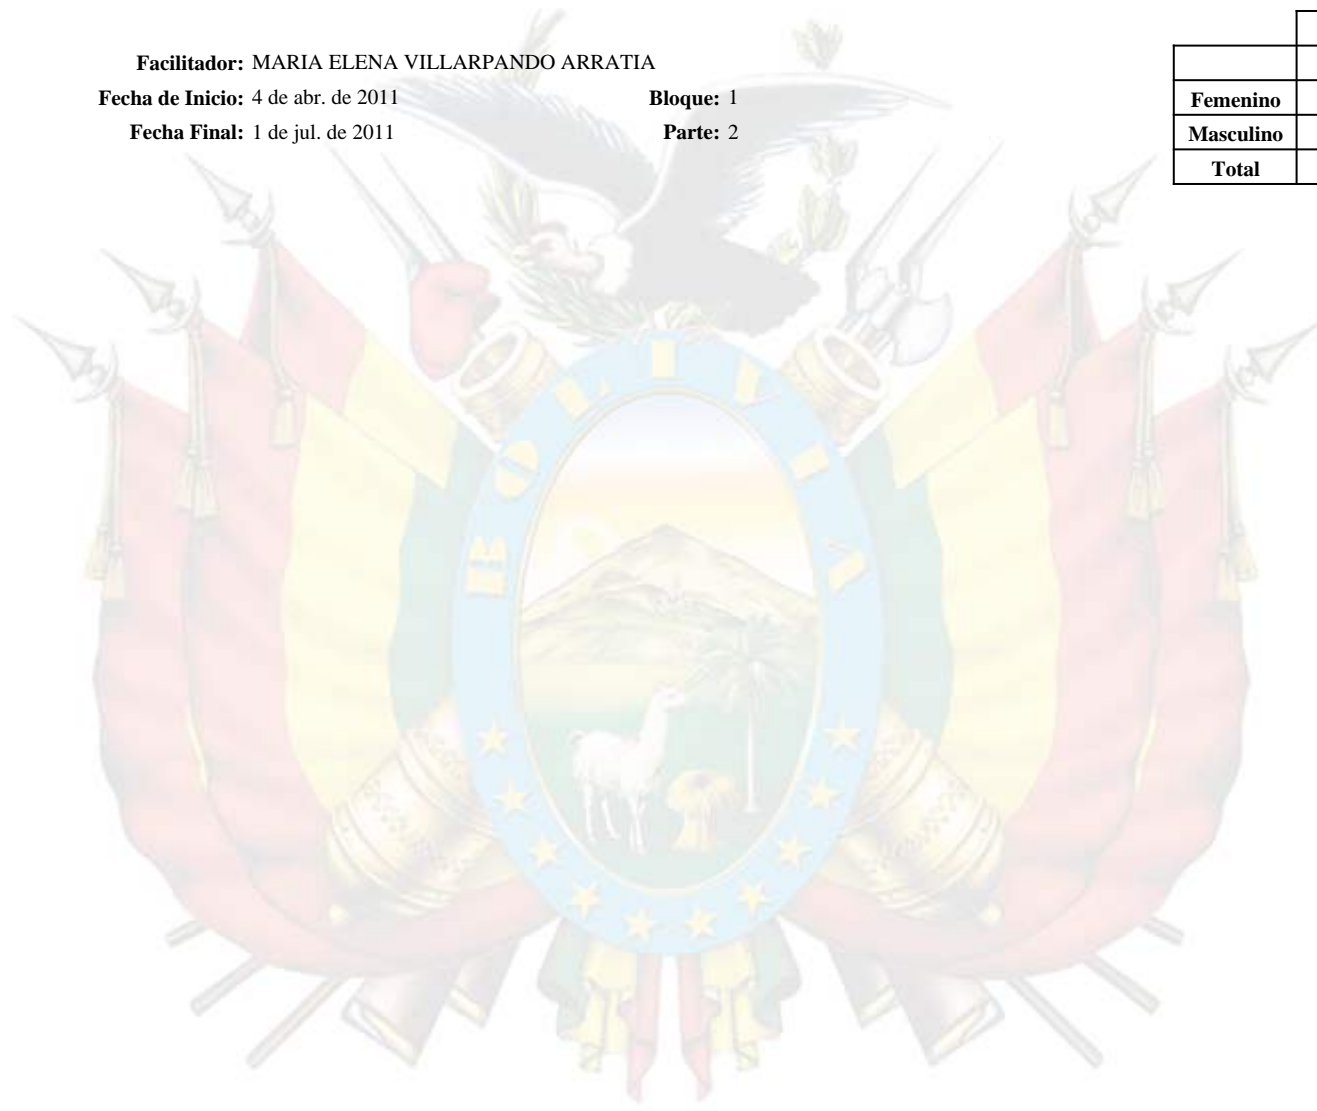 Facilitador: MARIA ELENA VILLARPANDO ARRATIA
Fecha de Inicio: 4 de abr. de 2011 Bloque: 1
Fecha Final: 1 de jul. de 2011 Parte: 2
Femenino
Masculino
Total
BOLIVIA